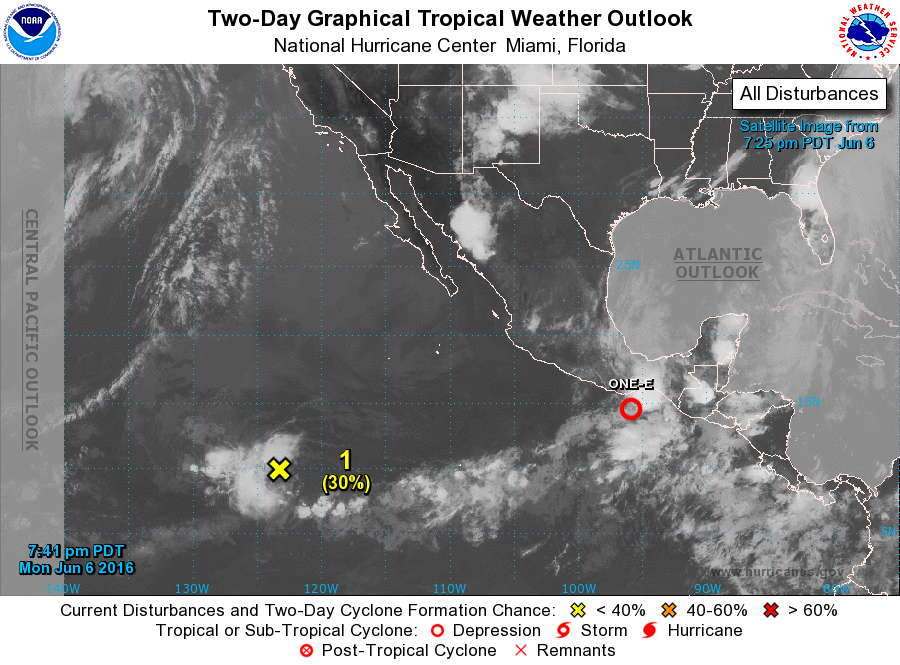 Two-Day Graphical Tropical Weather Outlook
National Hurricane Center Miami, Florida
NOAA
All Disturbances
Satellite Image from
7:25 pm PDT Jun 6
CENTRAL PACIFIC OUTLOOK
ATLANTIC
OUTLOOK
25N
ONE-E
15N
1
(30%)
5N
7:41 pm PDT
Mon Jun 6 2016
www.hurricanes.gov
140W 130W 120W 110W 100W 90W 80W
Current Disturbances and Two-Day Cyclone Formation Chance: < 40% 40-60% > 60%
Tropical or Sub-Tropical Cyclone: Depression Storm Hurricane
Post-Tropical Cyclone Remnants